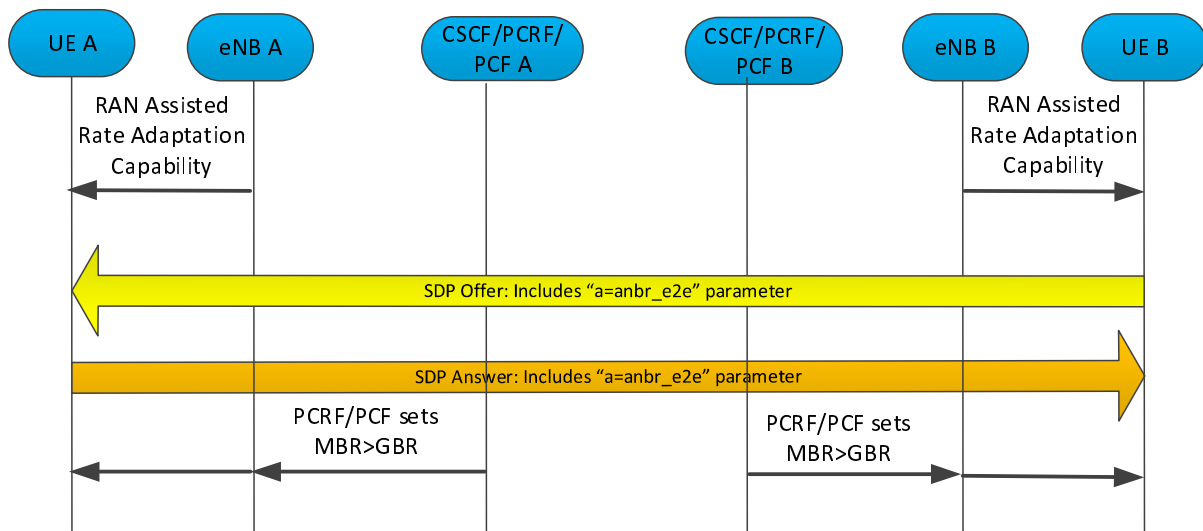 UE A
eNB A
CSCF/PCRF/
PCF A
CSCF/PCRF/
PCF B
eNB B
UE B
RAN Assisted
Rate Adaptation
Capability
RAN Assisted
Rate Adaptation
Capability
SDP Offer: Includes “a=anbr_e2e” parameter
SDP Answer: Includes “a=anbr_e2e” parameter
PCRF/PCF sets
MBR>GBR
PCRF/PCF sets
MBR>GBR